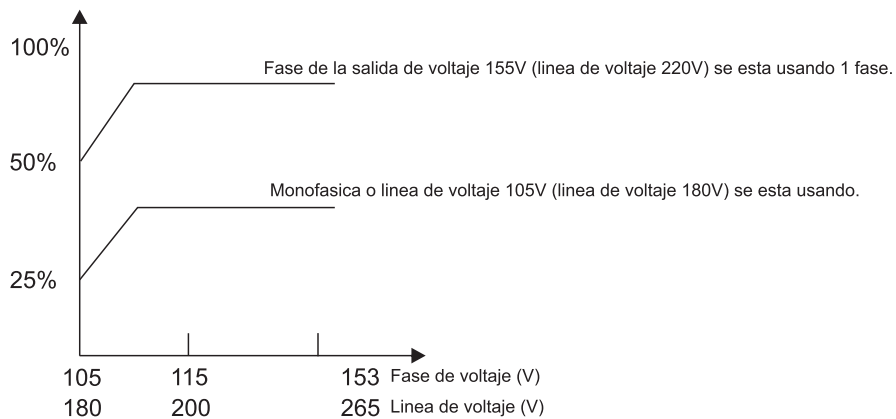 100%
Fase de la salida de voltaje 155V (linea de voltaje 220V) se esta usando 1 fase.
50%
Monofasica o linea de voltaje 105V (linea de voltaje 180V) se esta usando.
25%
105 115 153 Fase de voltaje (V)
180 200 265 Linea de voltaje (V)